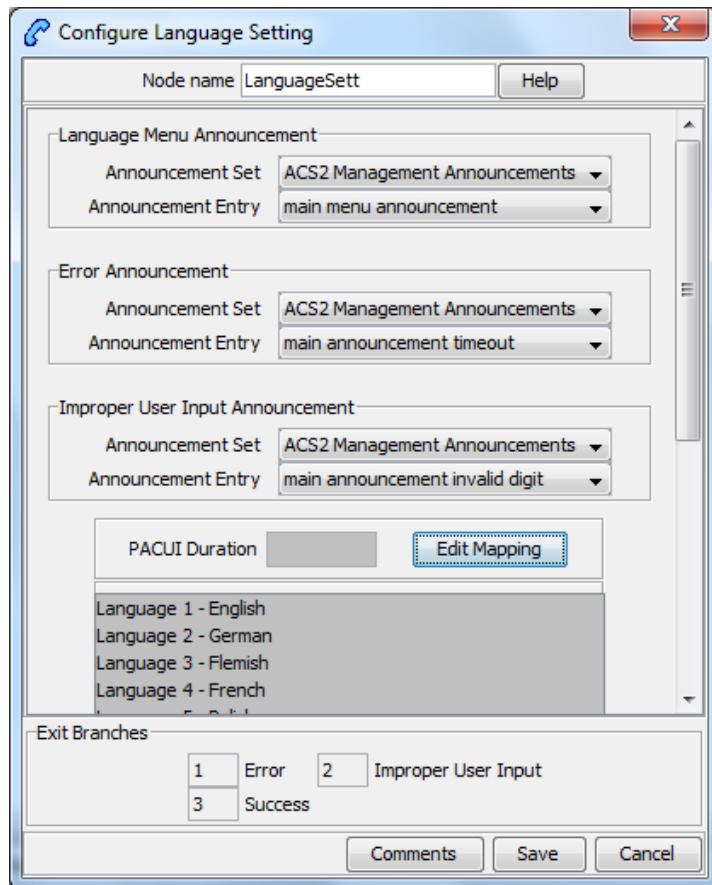 Configure Language Setting
Node name LanguageSett Help
Language Menu Announcement
Announcement Set ACS2 Management Announcements
Announcement Entry main menu announcement
Error Announcement
Announcement Set ACS2 Management Announcements
Announcement Entry main announcement timeout
Improper User Input Announcement
Announcement Set ACS2 Management Announcements
Announcement Entry main announcement invalid digit
PACUI Duration Edit Mapping
Language 1 - English
Language 2 - German
Language 3 - Flemish
Language 4 - French
Exit Branches
1 Error 2 Improper User Input
3 Success
Comments Save Cancel